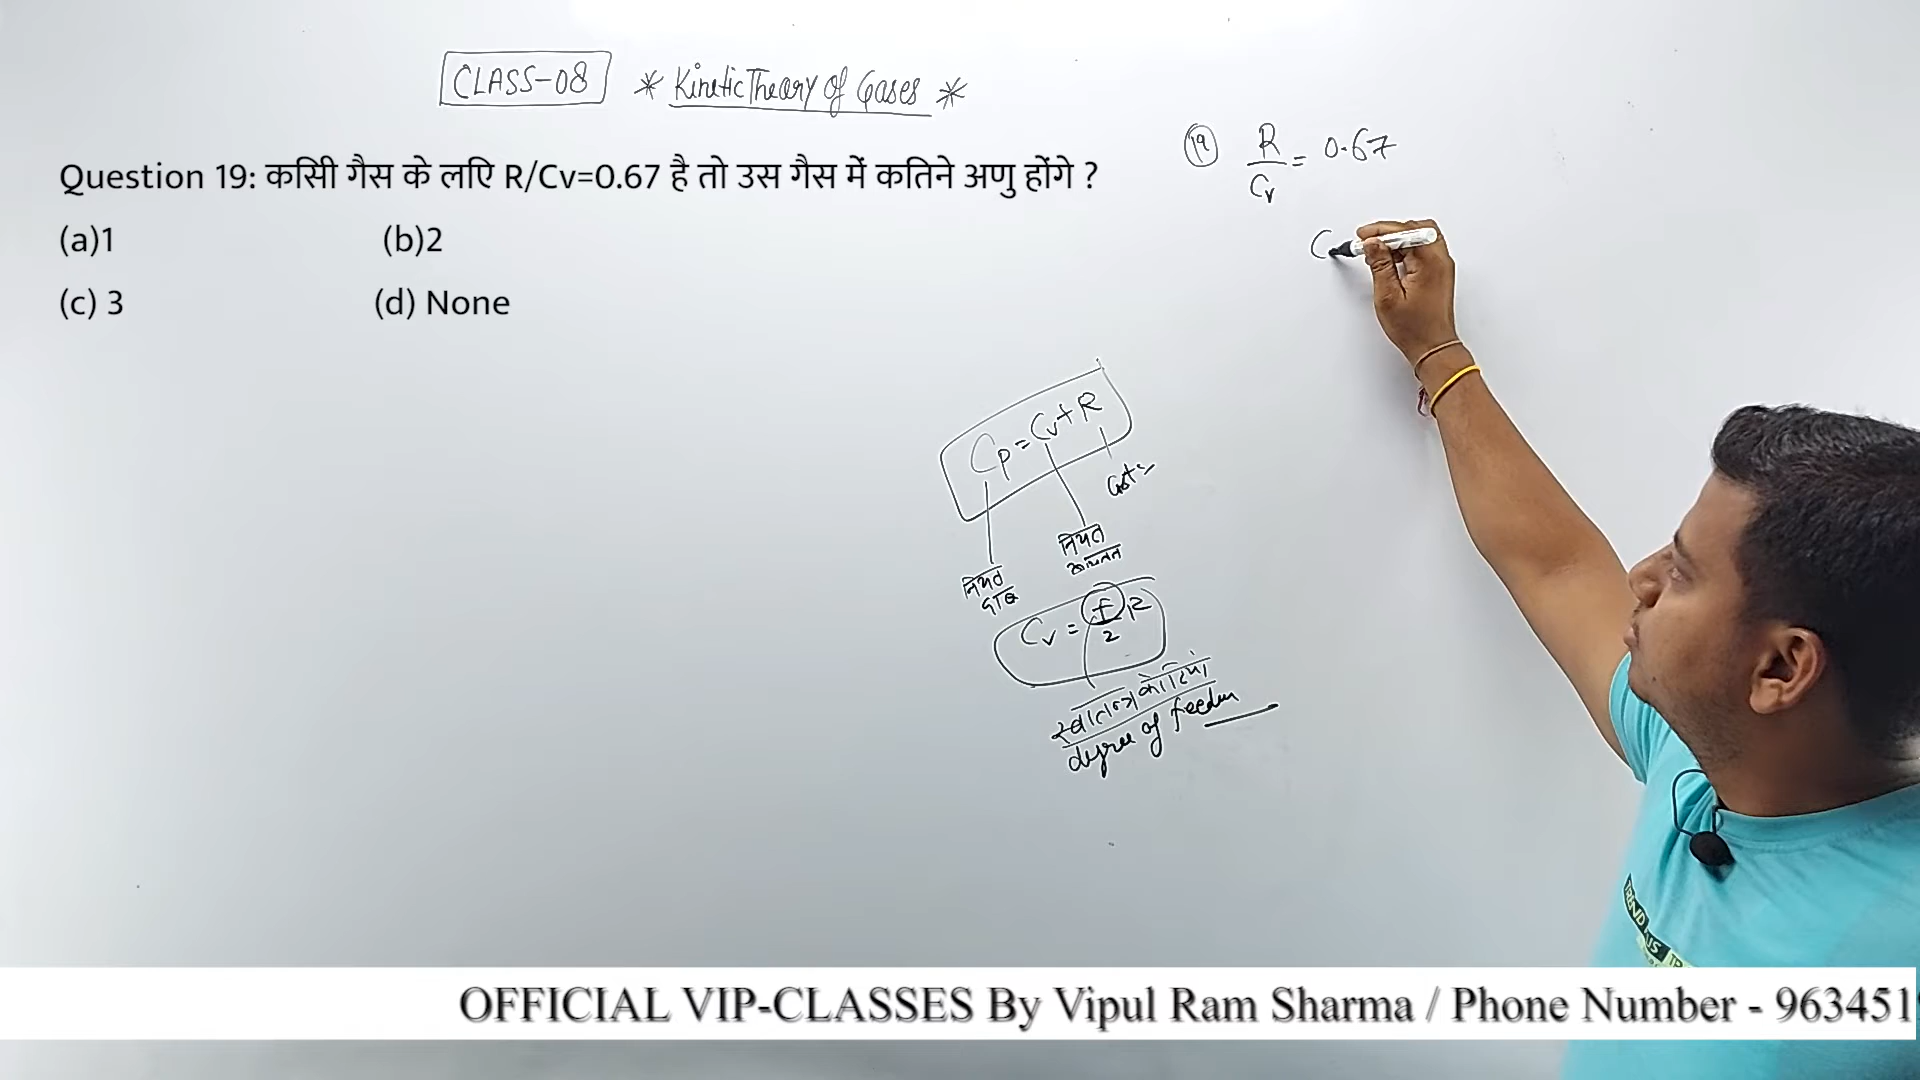 CLASS-08 * Kinetic Theory of Gases *
Question 19: किसी गैस के लिए R/Cv=0.67 है तो उस गैस में कितने अणु होंगे ?
(a)1 (b)2
(c) 3 (d) None
19 R/Cv = 0.67
C
Cp = Cv + R
नियत
नियत
दाब
Cv = f/2 R
स्वातन्त्र्य कोटियां
degree of
TREND
OFFICIAL VIP-CLASSES By Vipul Ram Sharma / Phone Number - 963451